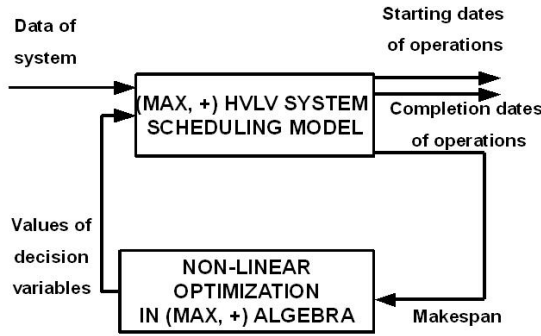 Data of
system
Starting dates
of operations
(MAX, +) HVLV SYSTEM
SCHEDULING MODEL
Completion dates
of operations
Values of
decision
variables
NON-LINEAR
OPTIMIZATION
IN (MAX, +) ALGEBRA
Makespan